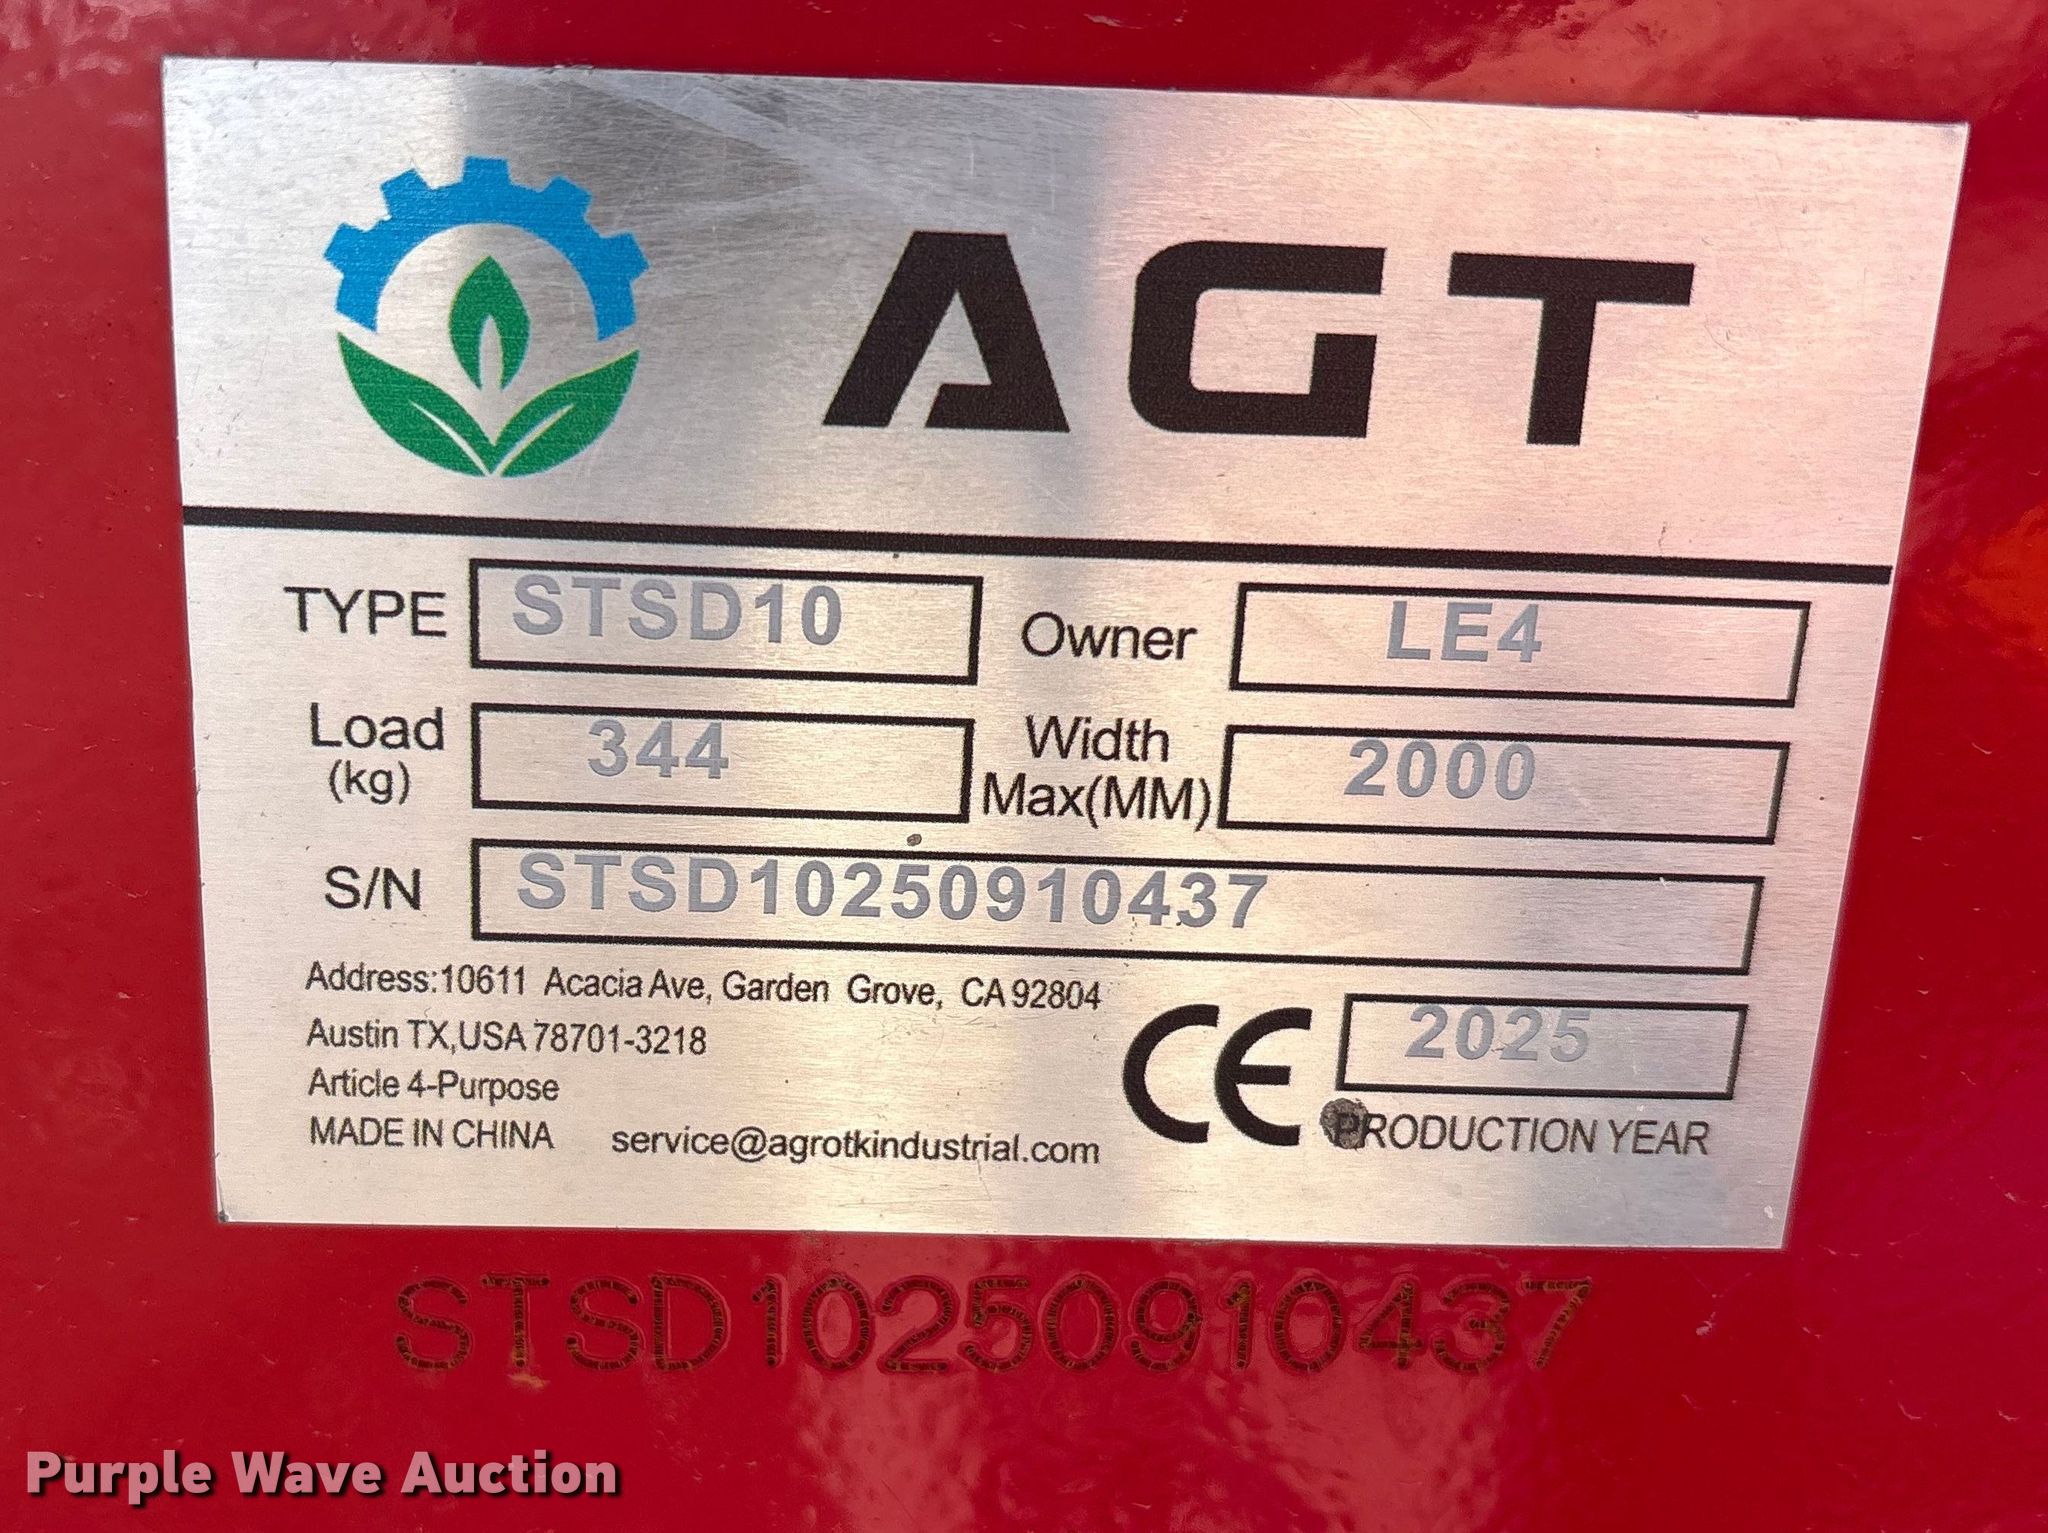 AGT
TYPE STSD10 Owner LE4
Load (kg) 344 Width Max(MM) 2000
S/N STSD10250910437
Address:10611 Acacia Ave, Garden Grove, CA 92804
Austin TX,USA 78701-3218
Article 4-Purpose
MADE IN CHINA service@agrotkindustrial.com
CE 2025
PRODUCTION YEAR
STSD10250910437
Purple Wave Auction